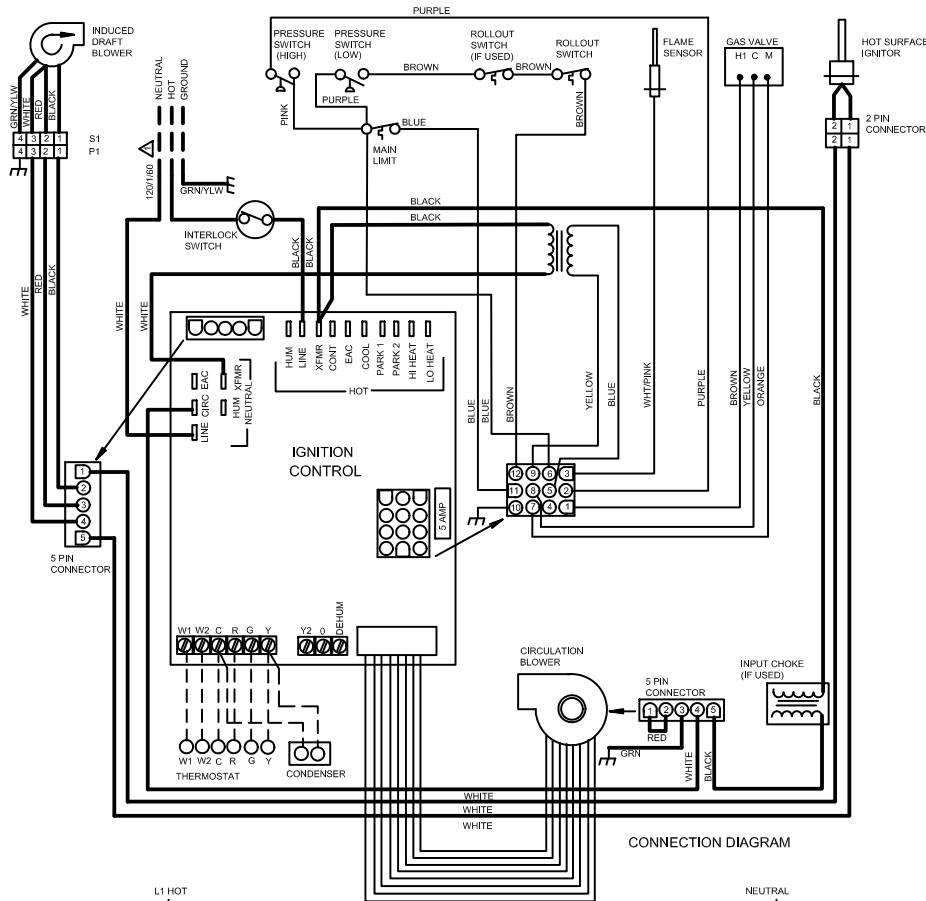 PURPLE
INDUCED
DRAFT
BLOWER
GRN/YLW
WHITE
RED
BLACK
4 3 2 1
4 3 2 1
S1
P1
NEUTRAL
HOT
GROUND
1
120/1/60
GRN/YLW
PRESSURE
SWITCH
(HIGH)
PRESSURE
SWITCH
(LOW)
ROLLOUT
SWITCH
(IF USED)
ROLLOUT
SWITCH
BROWN
BROWN
PURPLE
PINK
BLUE
MAIN
LIMIT
BROWN
FLAME
SENSOR
GAS VALVE
H1 C M
HOT SURFACE
IGNITOR
2 1
2 1
2 PIN
CONNECTOR
INTERLOCK
SWITCH
BLACK
BLACK
BLACK
BLACK
WHITE
RED
BLACK
WHITE
WHITE
HUM
LINE
XFMR
CONT
EAC
COOL
PARK 1
PARK 2
HI HEAT
LO HEAT
HOT
EAC
XFMR
CIRC
HUM
LINE
NEUTRAL
IGNITION
CONTROL
5 AMP
BLUE
BLUE
BROWN
YELLOW
BLUE
WHT/PINK
PURPLE
BROWN
YELLOW
ORANGE
BLACK
12 9 6 3
11 8 5 2
10 7 4 1
1
2
3
4
5
5 PIN
CONNECTOR
W1 W2 C R G Y
Y2 0 DEHUM
W1 W2 C R G Y
THERMOSTAT
CONDENSER
CIRCULATION
BLOWER
5 PIN
CONNECTOR
1 2 3 4 5
RED
GRN
WHITE
BLACK
INPUT CHOKE
(IF USED)
WHITE
WHITE
WHITE
CONNECTION DIAGRAM
L1 HOT
NEUTRAL